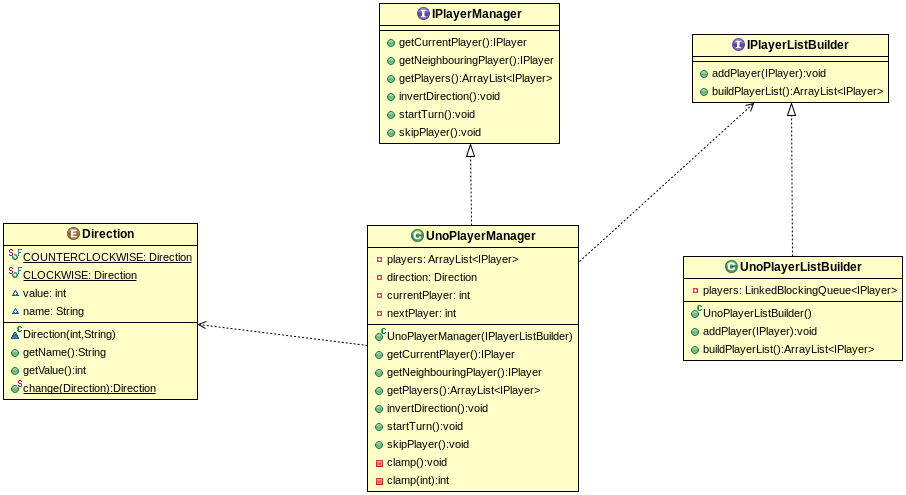 IPlayerManager
getCurrentPlayer():IPlayer
getNeighbouringPlayer():IPlayer
getPlayers():ArrayList<IPlayer>
invertDirection():void
startTurn():void
skipPlayer():void
IPlayerListBuilder
addPlayer(IPlayer):void
buildPlayerList():ArrayList<IPlayer>
Direction
COUNTERCLOCKWISE: Direction
CLOCKWISE: Direction
value: int
name: String
Direction(int,String)
getName():String
getValue():int
change(Direction):Direction
UnoPlayerManager
players: ArrayList<IPlayer>
direction: Direction
currentPlayer: int
nextPlayer: int
UnoPlayerManager(IPlayerListBuilder)
getCurrentPlayer():IPlayer
getNeighbouringPlayer():IPlayer
getPlayers():ArrayList<IPlayer>
invertDirection():void
startTurn():void
skipPlayer():void
clamp():void
clamp(int):int
UnoPlayerListBuilder
players: LinkedBlockingQueue<IPlayer>
UnoPlayerListBuilder()
addPlayer(IPlayer):void
buildPlayerList():ArrayList<IPlayer>